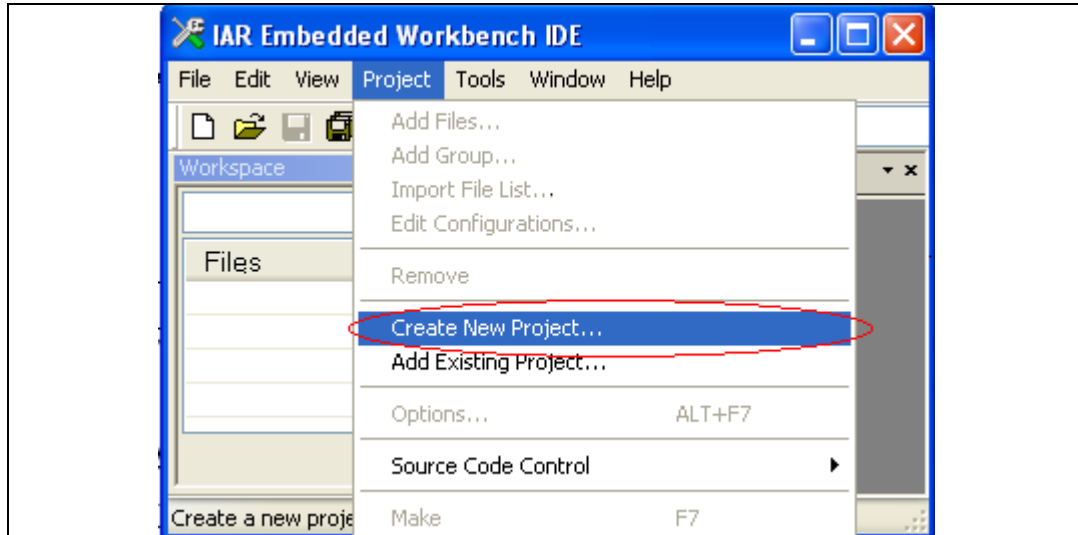 IAR Embedded Workbench IDE
File Edit View Project Tools Window Help
Add Files...
Workspace
Add Group...
Import File List...
Edit Configurations...
Files
Remove
Create New Project...
Add Existing Project...
Options... ALT+F7
Source Code Control
Create a new proje
Make F7